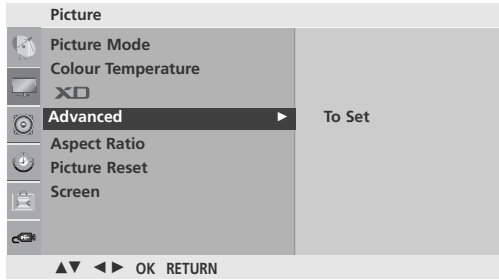 Picture
Picture Mode
Colour Temperature
XD
Advanced ► To Set
Aspect Ratio
Picture Reset
Screen
▲▼ ◄► OK RETURN